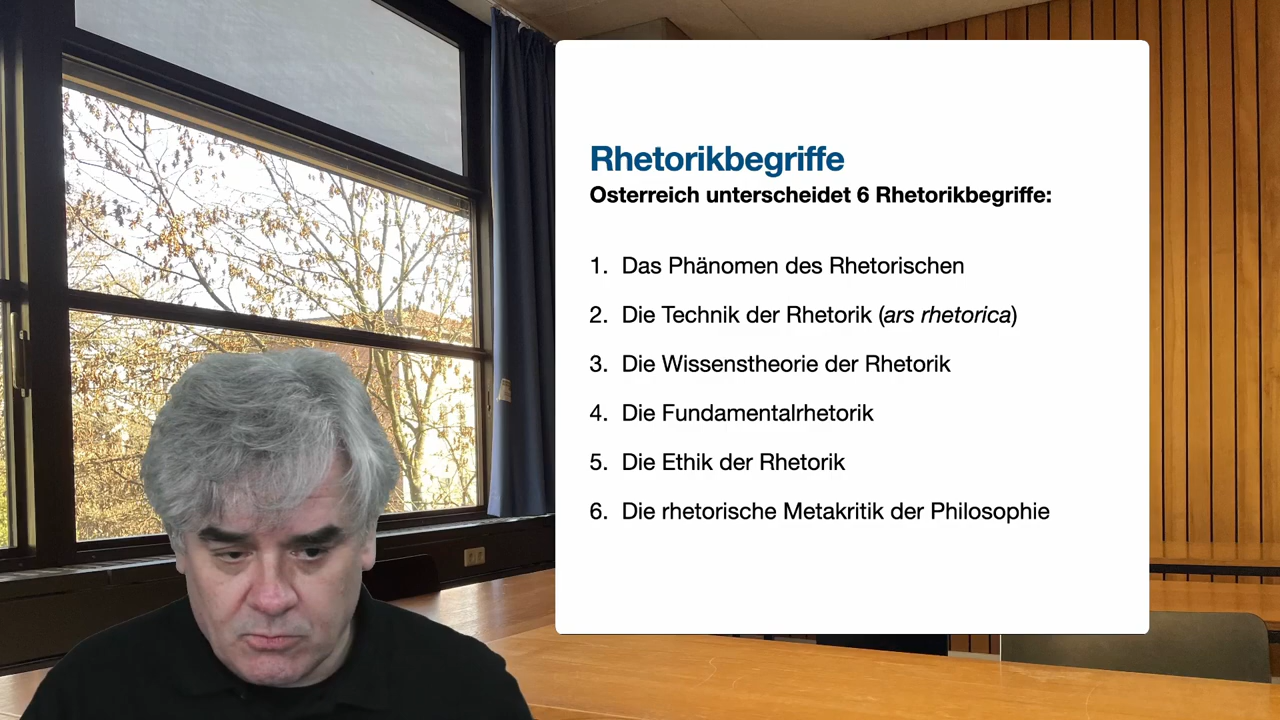 Rhetorikbegriffe
Osterreich unterscheidet 6 Rhetorikbegriffe:
1. Das Phänomen des Rhetorischen
2. Die Technik der Rhetorik (ars rhetorica)
3. Die Wissenstheorie der Rhetorik
4. Die Fundamentalrhetorik
5. Die Ethik der Rhetorik
6. Die rhetorische Metakritik der Philosophie